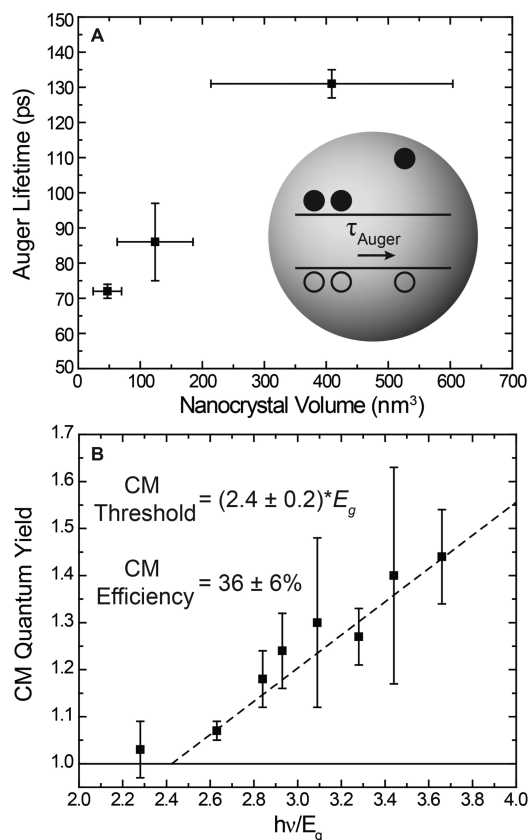 A
Auger Lifetime (ps)
150
140
130
120
110
100
90
80
70
60
50
τAuger
0 100 200 300 400 500 600 700
Nanocrystal Volume (nm³)
B
CM Quantum Yield
1.7
1.6
1.5
1.4
1.3
1.2
1.1
1.0
CM
Threshold = (2.4 ± 0.2)*Eg
CM
Efficiency = 36 ± 6%
2.0 2.2 2.4 2.6 2.8 3.0 3.2 3.4 3.6 3.8 4.0
hν/Eg